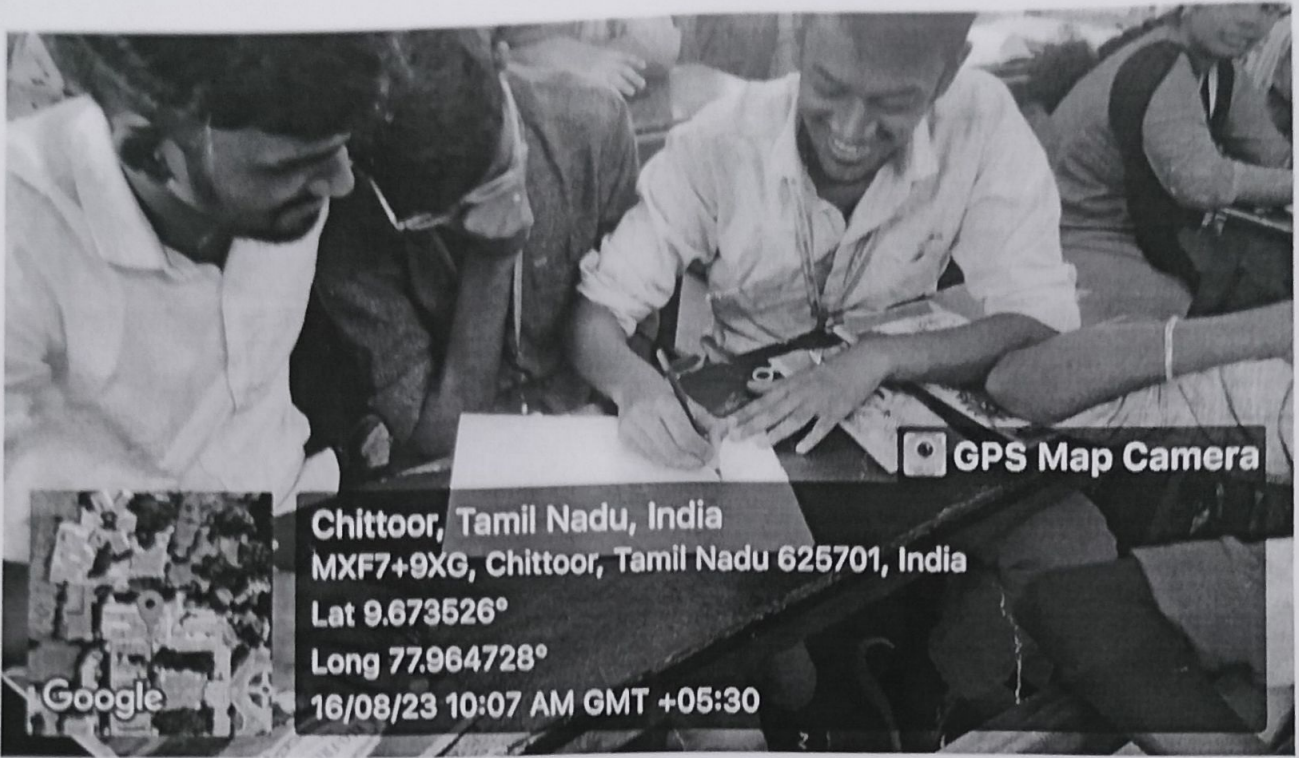 GPS Map Camera
Chittoor, Tamil Nadu, India
MXF7+9XG, Chittoor, Tamil Nadu 625701, India
Lat 9.673526°
Long 77.964728°
16/08/23 10:07 AM GMT +05:30
Google